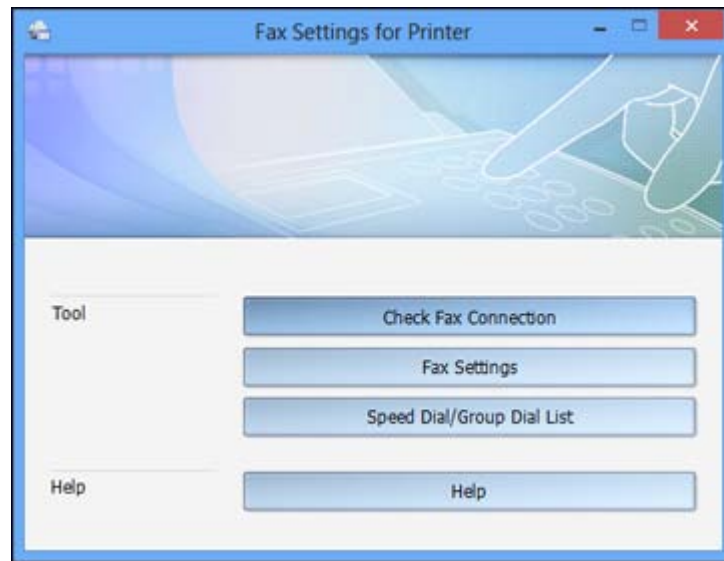 Fax Settings for Printer
Tool
Check Fax Connection
Fax Settings
Speed Dial/Group Dial List
Help
Help